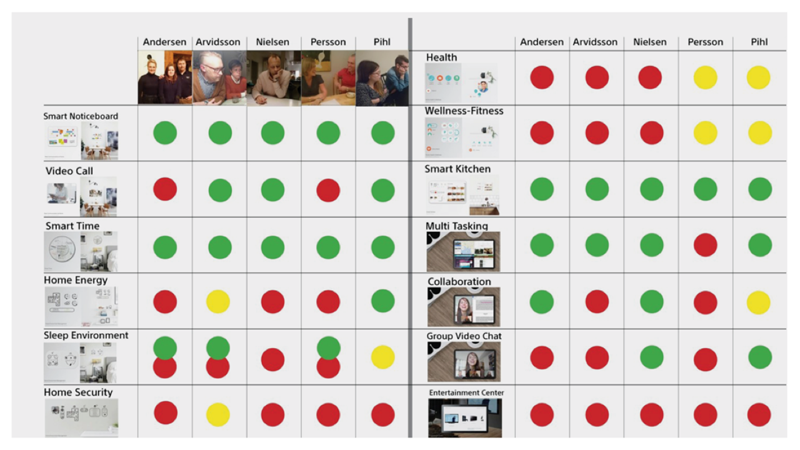 Andersen Arvidsson Nielsen Persson Pihl
Smart Noticeboard
Video Call
Smart Time
Home Energy
Sleep Environment
Home Security
Andersen Arvidsson Nielsen Persson Pihl
Health
Wellness-Fitness
Smart Kitchen
Multi Tasking
Collaboration
Group Video Chat
Entertainment Center